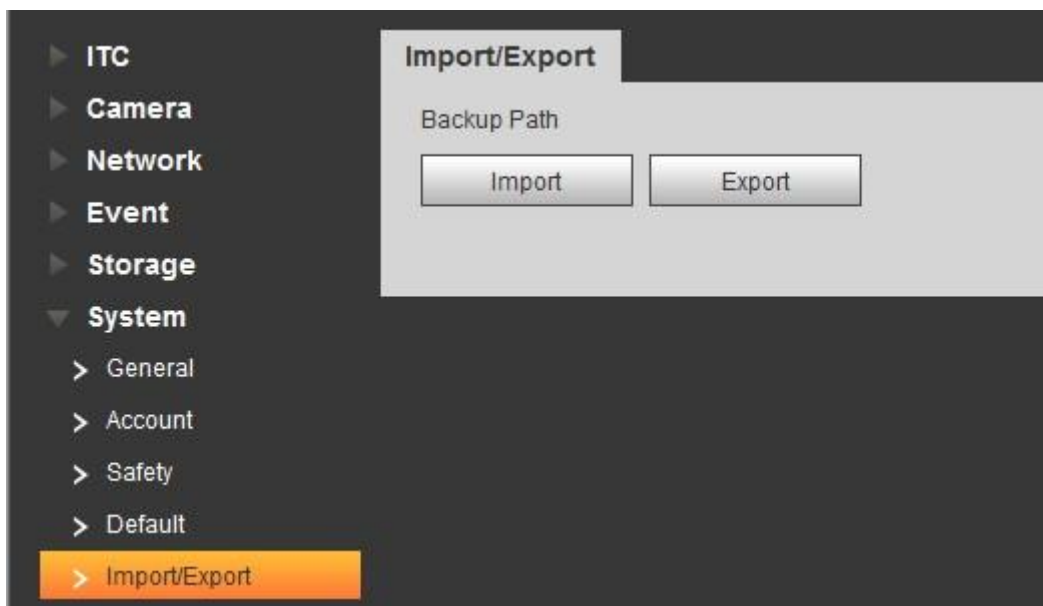 ITC
Camera
Network
Event
Storage
System
General
Account
Safety
Default
Import/Export
Import/Export
Backup Path
Import
Export